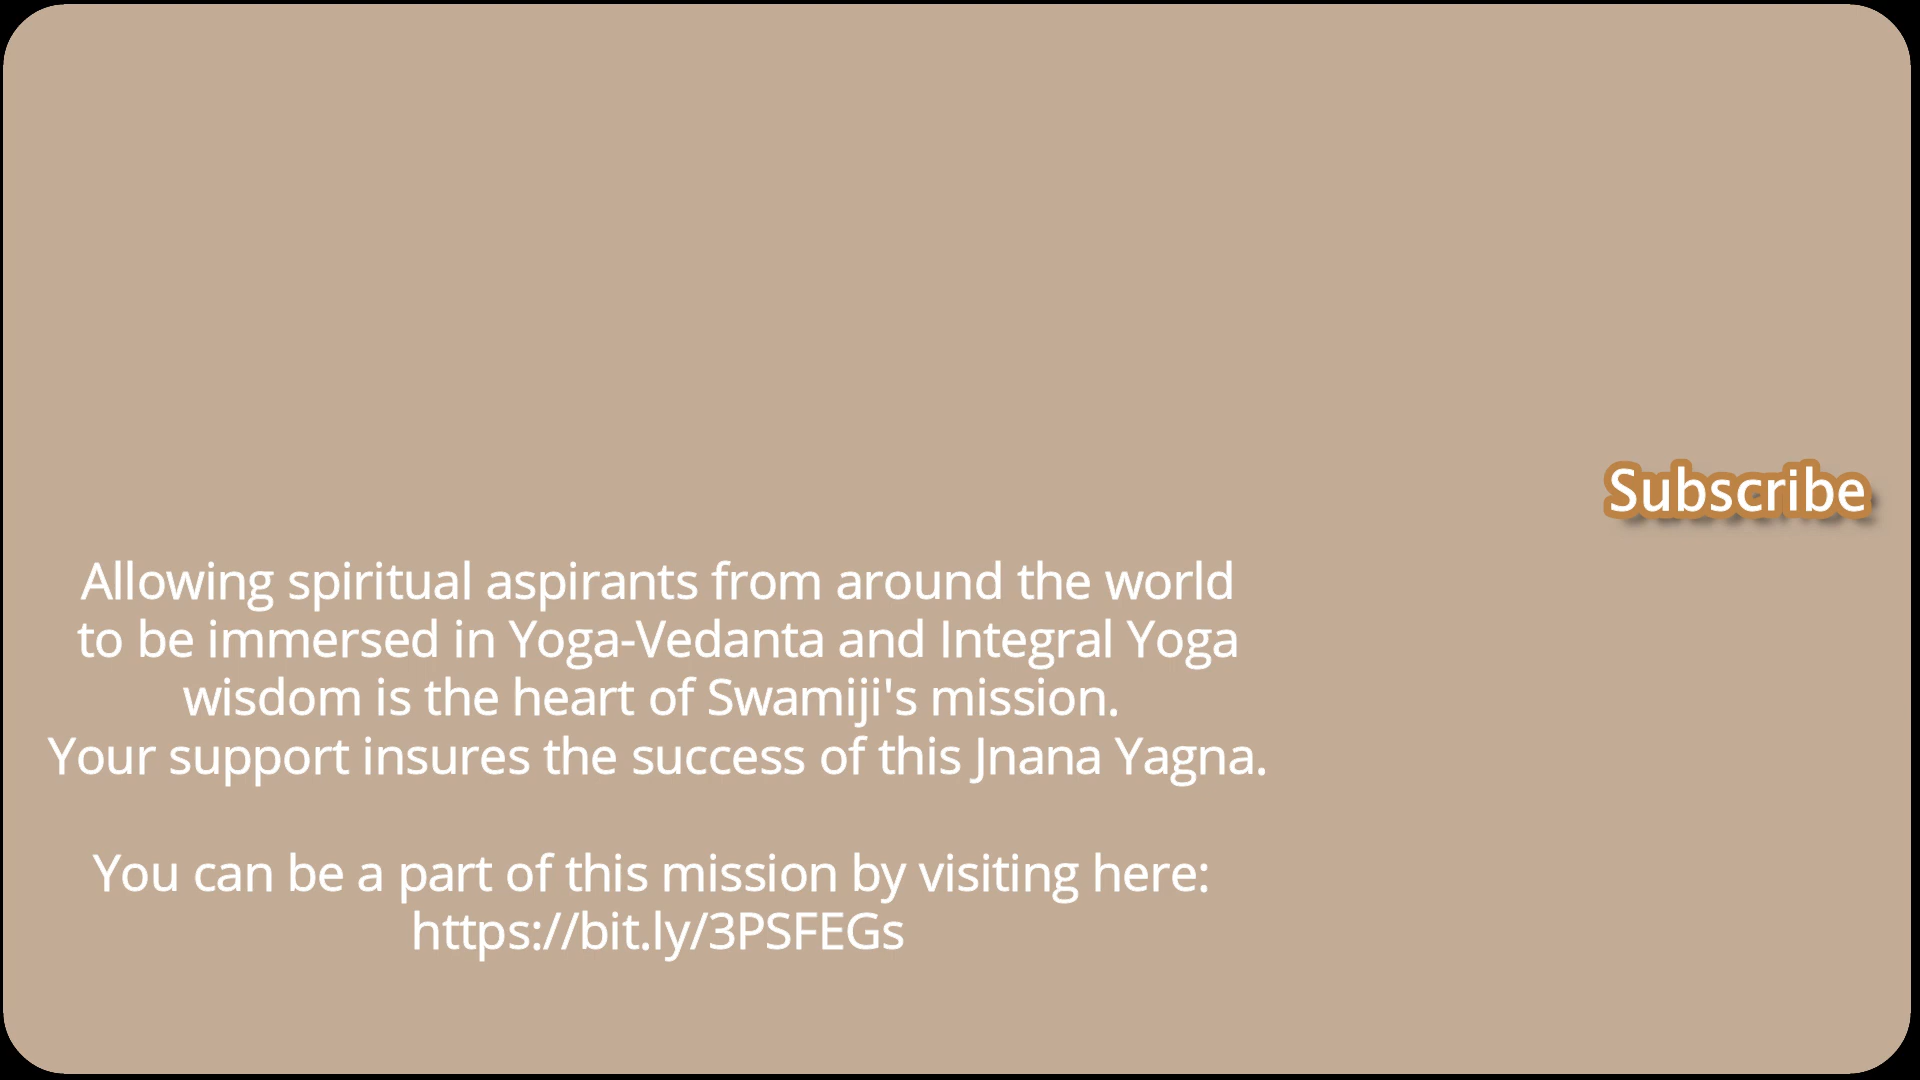 Subscribe
Allowing spiritual aspirants from around the world
to be immersed in Yoga-Vedanta and Integral Yoga
wisdom is the heart of Swamiji's mission.
Your support insures the success of this Jnana Yagna.
You can be a part of this mission by visiting here:
https://bit.ly/3PSFEGs